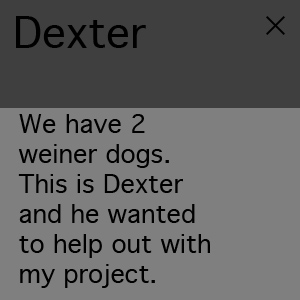 Dexter
We have 2
weiner dogs.
This is Dexter
and he wanted
to help out with
my project.